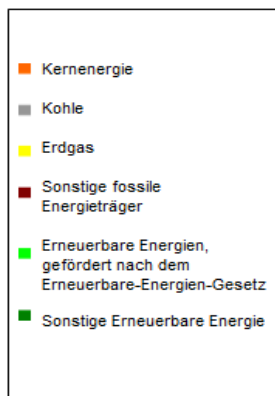 Kernenergie
Kohle
Erdgas
Sonstige fossile
Energieträger
Erneuerbare Energien,
gefördert nach dem
Erneuerbare-Energien-Gesetz
Sonstige Erneuerbare Energie